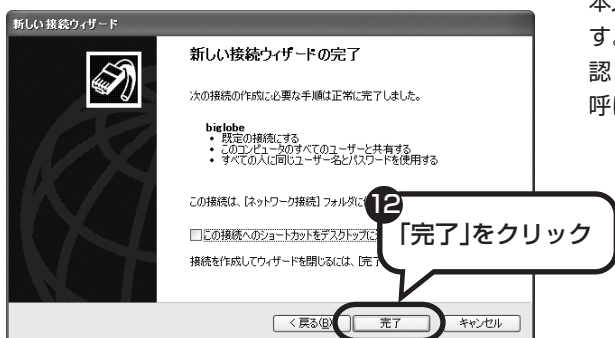 新しい接続ウィザード
新しい接続ウィザードの完了
次の接続の作成に必要な手順は正常に完了しました。
biglobe
• 既定の接続にする
• このコンピュータのすべてのユーザーと共有する
• すべての人に同じユーザー名とパスワードを使用する
この接続は、[ネットワーク接続] フォルダに
12
「完了」をクリック
□この接続へのショートカットをデスクトップに
接続を作成してウィザードを閉じるには、[完了
< 戻る(B)
完了
キャンセル
本
す。
認
呼